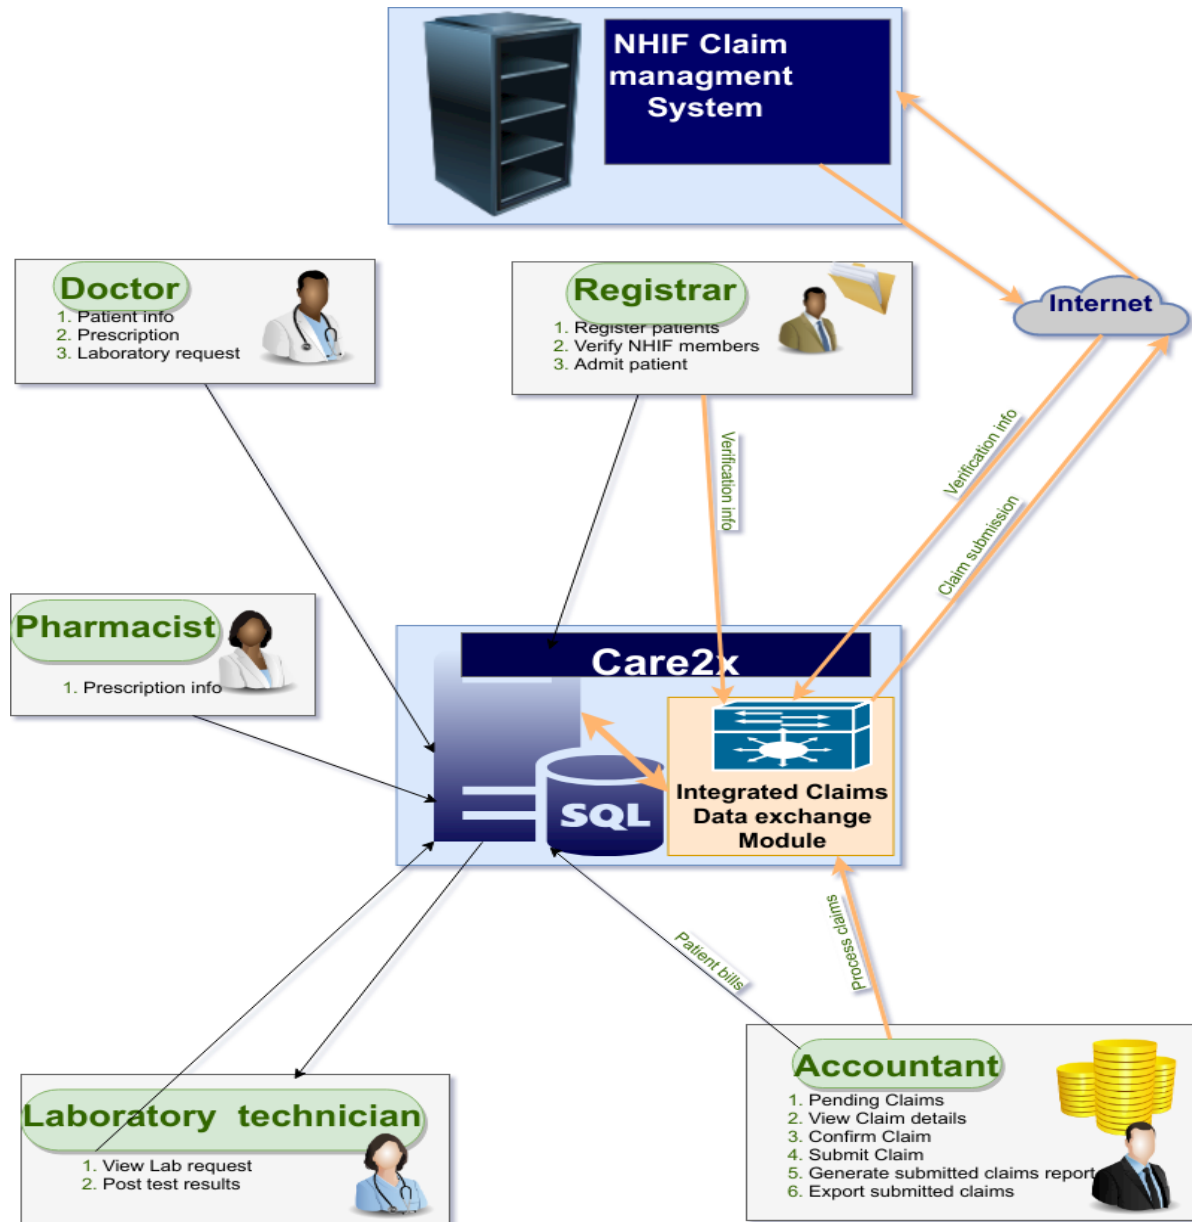 NHIF Claim
managment
System
Internet
Doctor
1. Patient info
2. Prescription
3. Laboratory request
Registrar
1. Register patients
2. Verify NHIF members
3. Admit patient
Verification info
Verification info
Claim submission
Pharmacist
1. Prescription info
Care2x
SQL
Integrated Claims
Data exchange
Module
Patient bills
Process claims
Laboratory technician
1. View Lab request
2. Post test results
Accountant
1. Pending Claims
2. View Claim details
3. Confirm Claim
4. Submit Claim
5. Generate submitted claims report
6. Export submitted claims